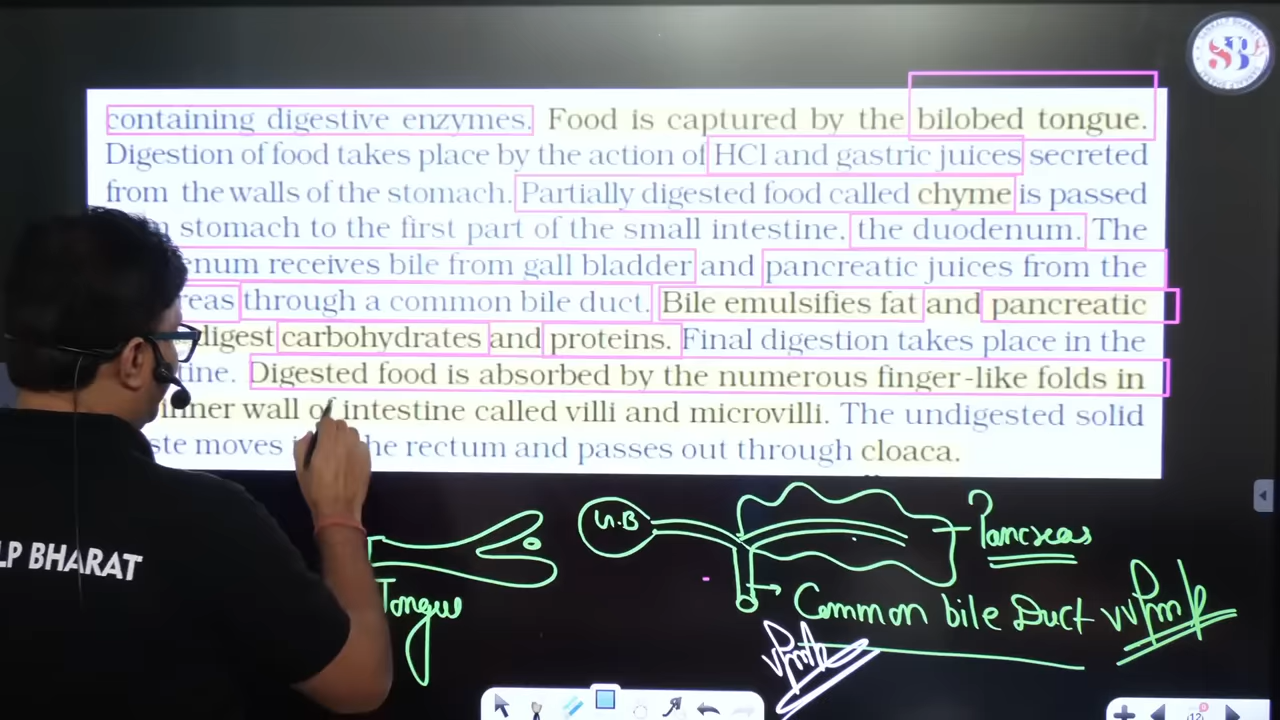 containing digestive enzymes. Food is captured by the bilobed tongue.
Digestion of food takes place by the action of HCl and gastric juices secreted
from the walls of the stomach. Partially digested food called chyme is passed
stomach to the first part of the small intestine, the duodenum. The
enum receives bile from gall bladder and pancreatic juices from the
reas through a common bile duct. Bile emulsifies fat and pancreatic
digest carbohydrates and proteins. Final digestion takes place in the
tine. Digested food is absorbed by the numerous finger-like folds in
inner wall of intestine called villi and microvilli. The undigested solid
ste moves the rectum and passes out through cloaca.
G.B
Pancreas
Tongue
Common bile Duct
LP BHARAT